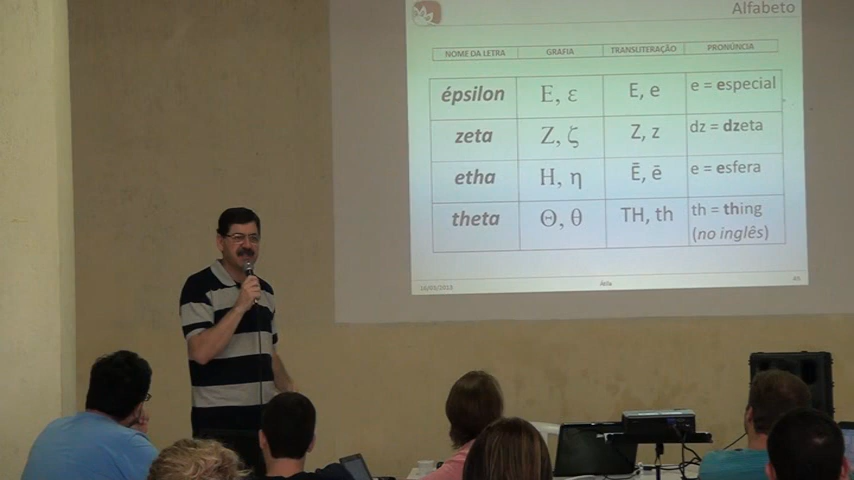 Alfabeto
NOME DA LETRA GRAFIA TRANSLITERAÇÃO PRONÚNCIA
épsilon Ε, ε E, e e = especial
zeta Ζ, ζ Z, z dz = dzeta
etha Η, η Ē, ē e = esfera
theta Θ, θ TH, th th = thing
(no inglês)